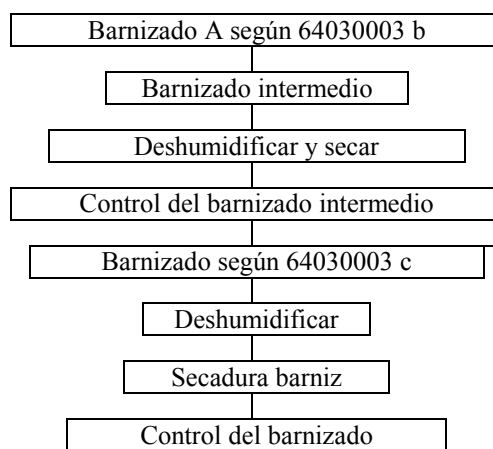 Barnizado A según 64030003 b
Barnizado intermedio
Deshumidificar y secar
Control del barnizado intermedio
Barnizado según 64030003 c
Deshumidificar
Secadura barniz
Control del barnizado